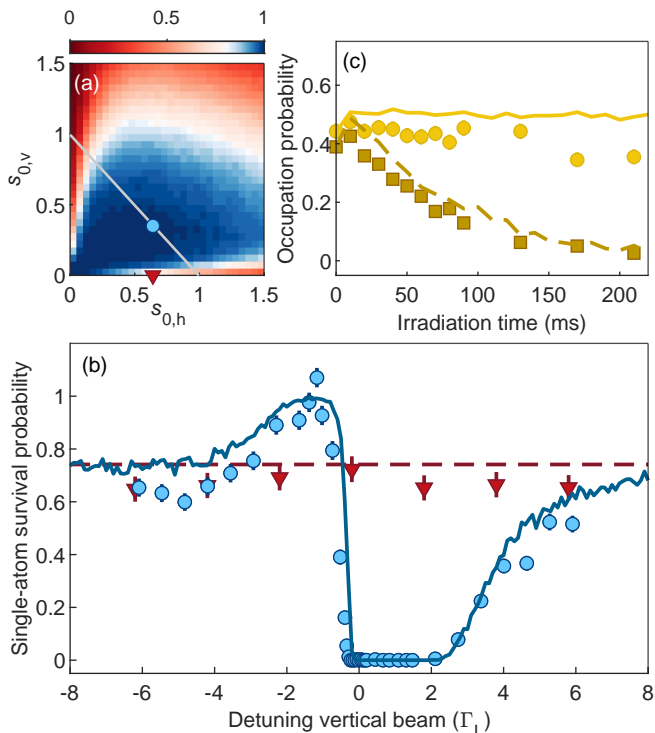 0 0.5 1
(a)
1.5
1
0.5
0
s0,v
0 0.5 1 1.5
s0,h
(c)
0.6
0.4
0.2
0
Occupation probability
0 50 100 150 200
Irradiation time (ms)
(b)
1
0.8
0.6
0.4
0.2
0
Single-atom survival probability
-8 -6 -4 -2 0 2 4 6 8
Detuning vertical beam (ΓL)